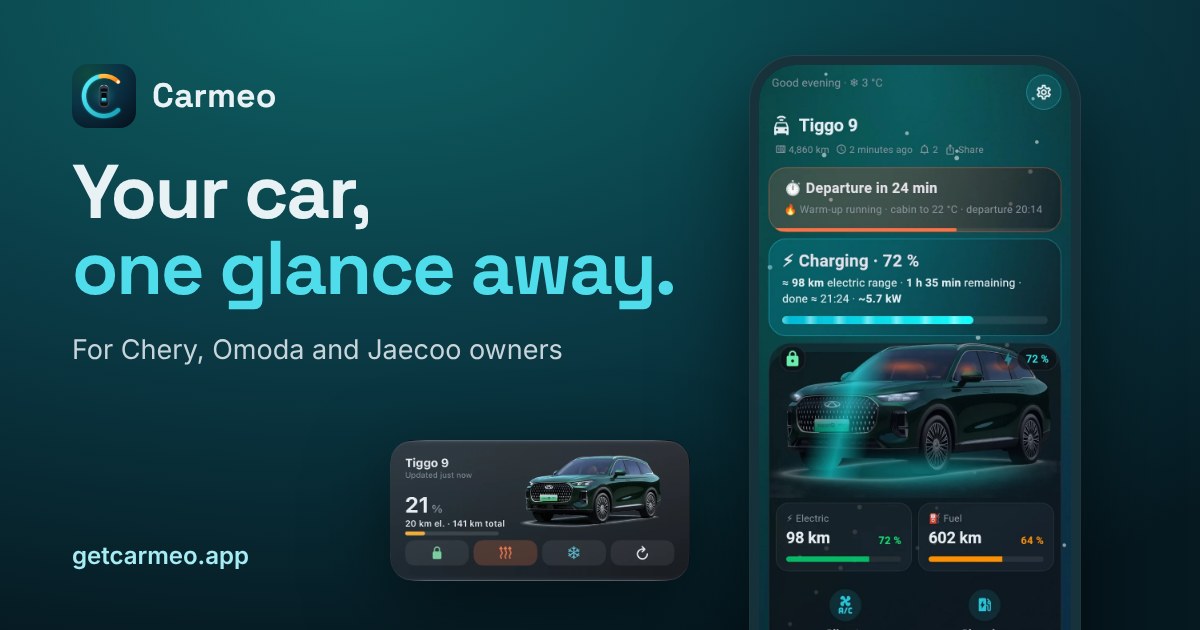 Carmeo
Your car,
one glance away.
For Chery, Omoda and Jaecoo owners
getcarmeo.app
Tiggo 9
Updated just now
21 %
20 km el. · 141 km total
Good evening · ❄ 3 °C
Tiggo 9
4,860 km 2 minutes ago 2 Share
Departure in 24 min
Warm-up running · cabin to 22 °C · departure 20:14
Charging · 72 %
≈ 98 km electric range · 1 h 35 min remaining ·
done ≈ 21:24 · ~5.7 kW
72 %
Electric
98 km 72 %
Fuel
602 km 64 %
A/C